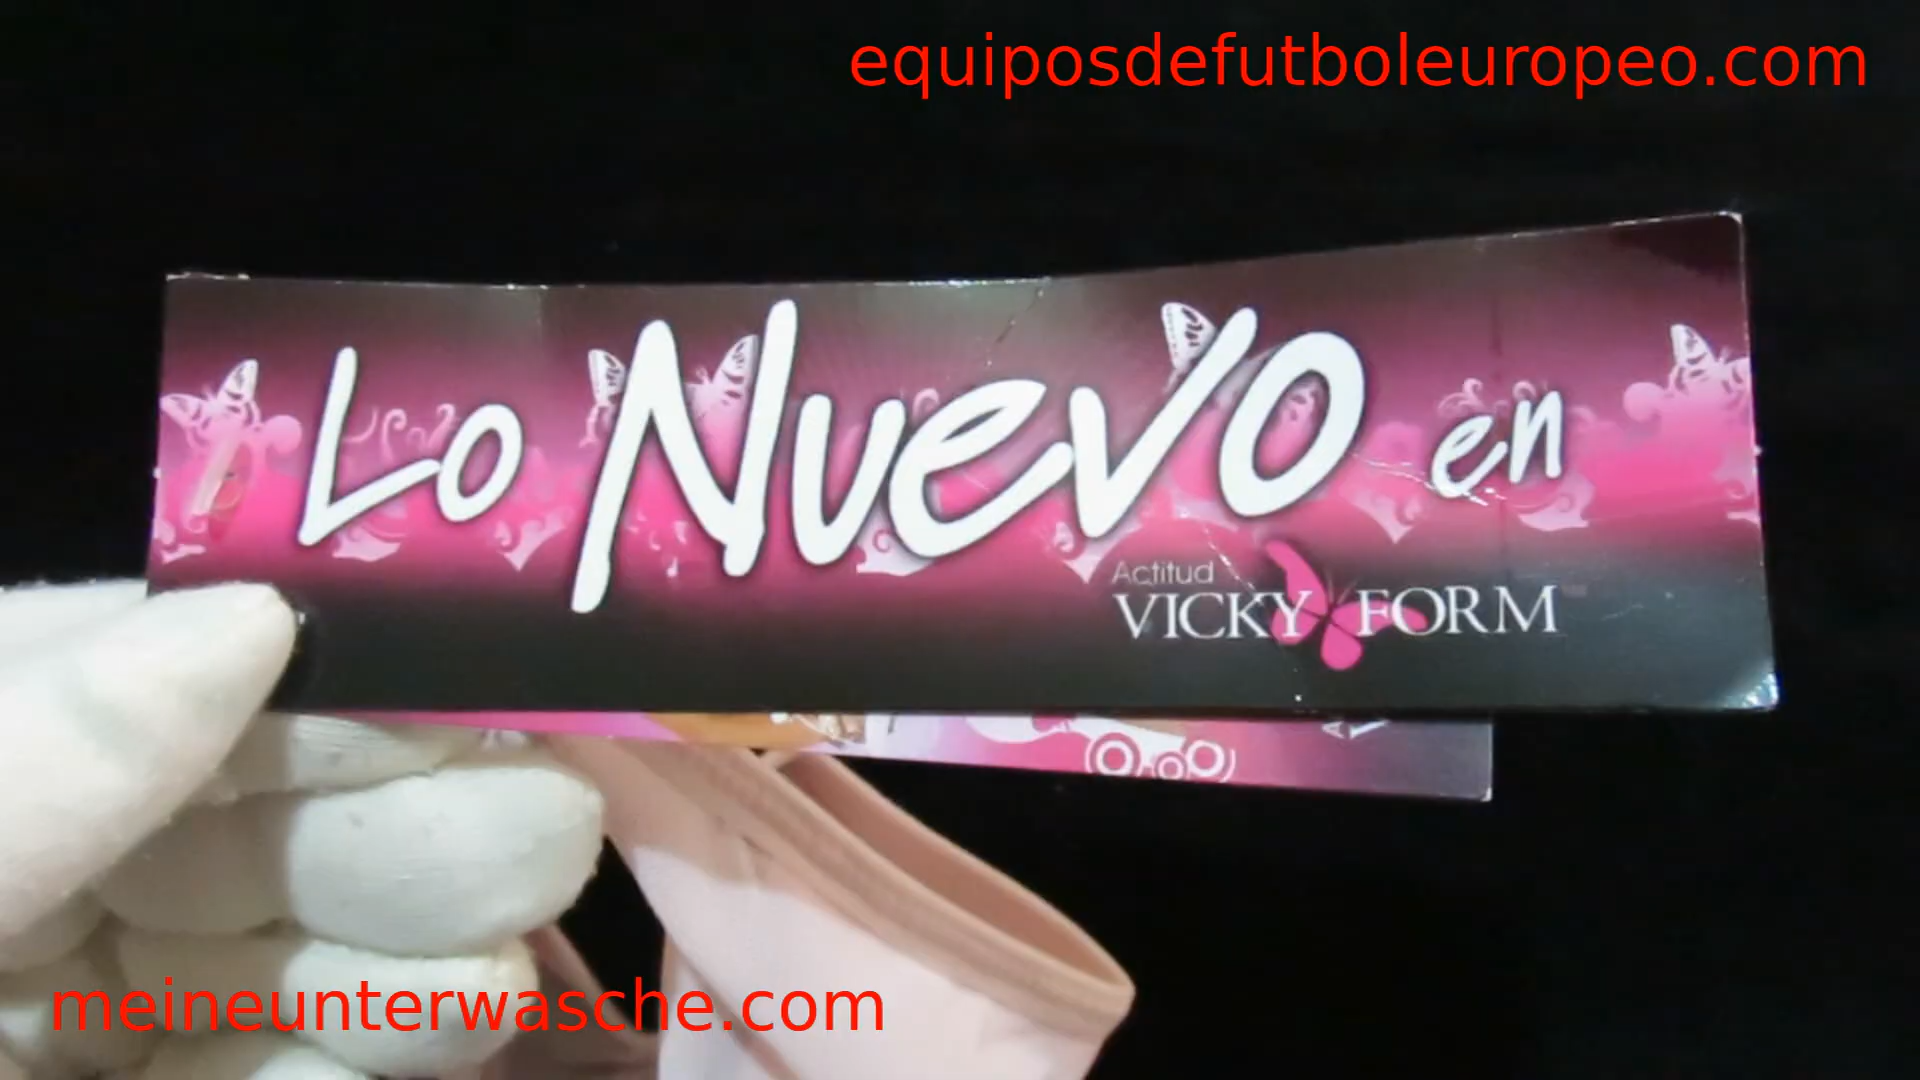 equiposdefutboleuropeo.com
Lo Nuevo en
Actitud
VICKY FORM
meineunterwasche.com